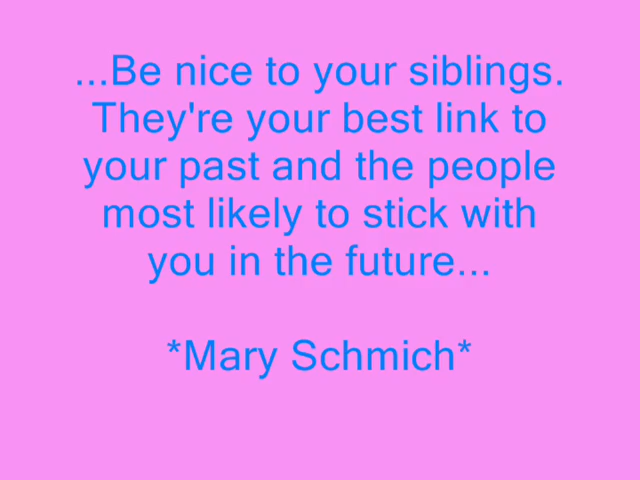 ...Be nice to your siblings.
They're your best link to
your past and the people
most likely to stick with
you in the future...
*Mary Schmich*